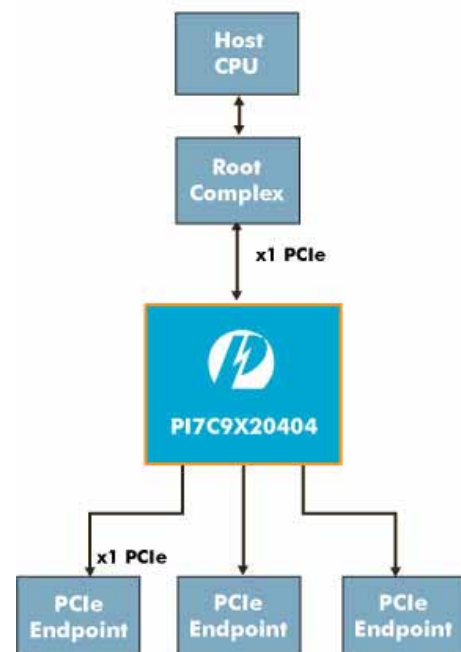 Host
CPU
Root
Complex
x1 PCIe
PI7C9X20404
x1 PCIe
PCIe
Endpoint
PCIe
Endpoint
PCIe
Endpoint